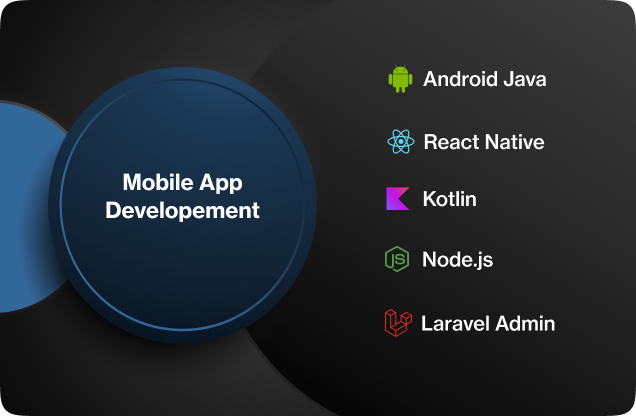 Mobile App
Developement
Android Java
React Native
Kotlin
Node.js
Laravel Admin